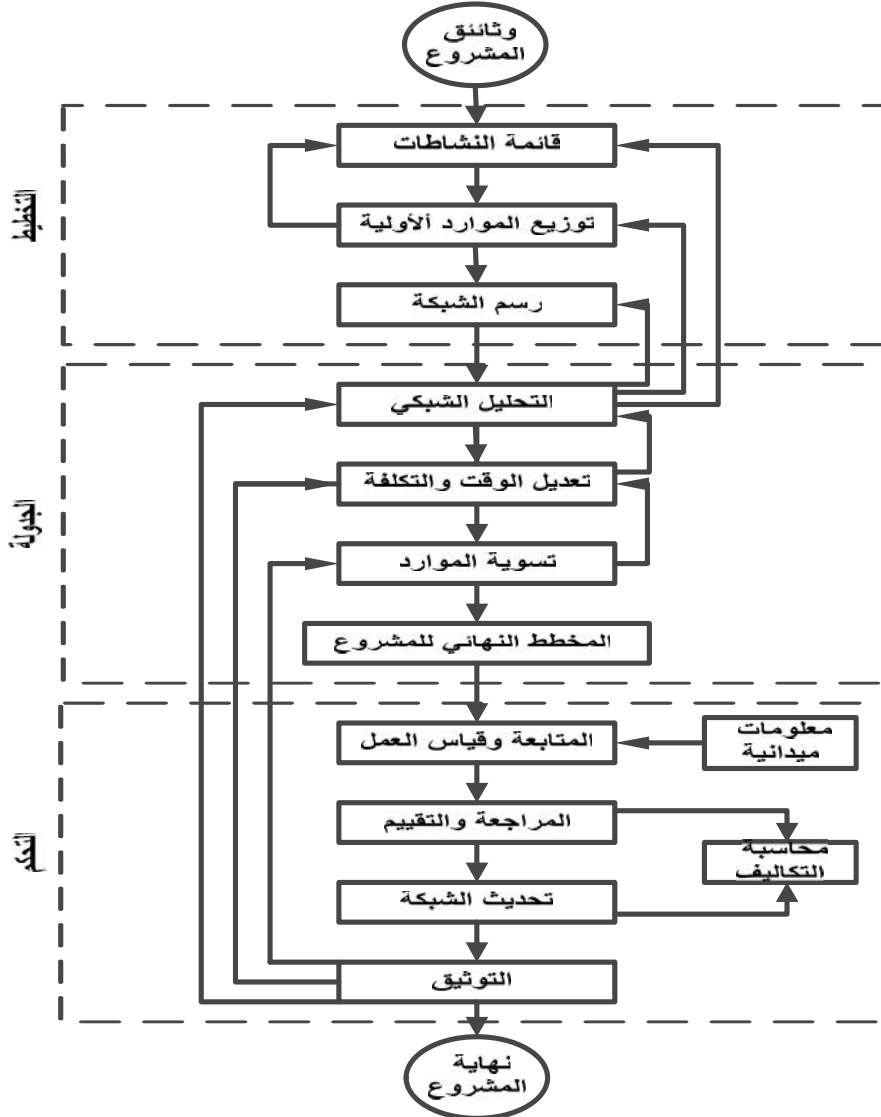 وثائق
المشروع
التخطيط
قائمة النشاطات
توزيع الموارد ألأولية
رسم الشبكة
الجدولة
التحليل الشبكي
تعديل الوقت والتكلفة
تسوية الموارد
المخطط النهائي للمشروع
التحكم
المتابعة وقياس العمل
معلومات
ميدانية
المراجعة والتقييم
محاسبة
التكاليف
تحديث الشبكة
التوثيق
نهاية
المشروع